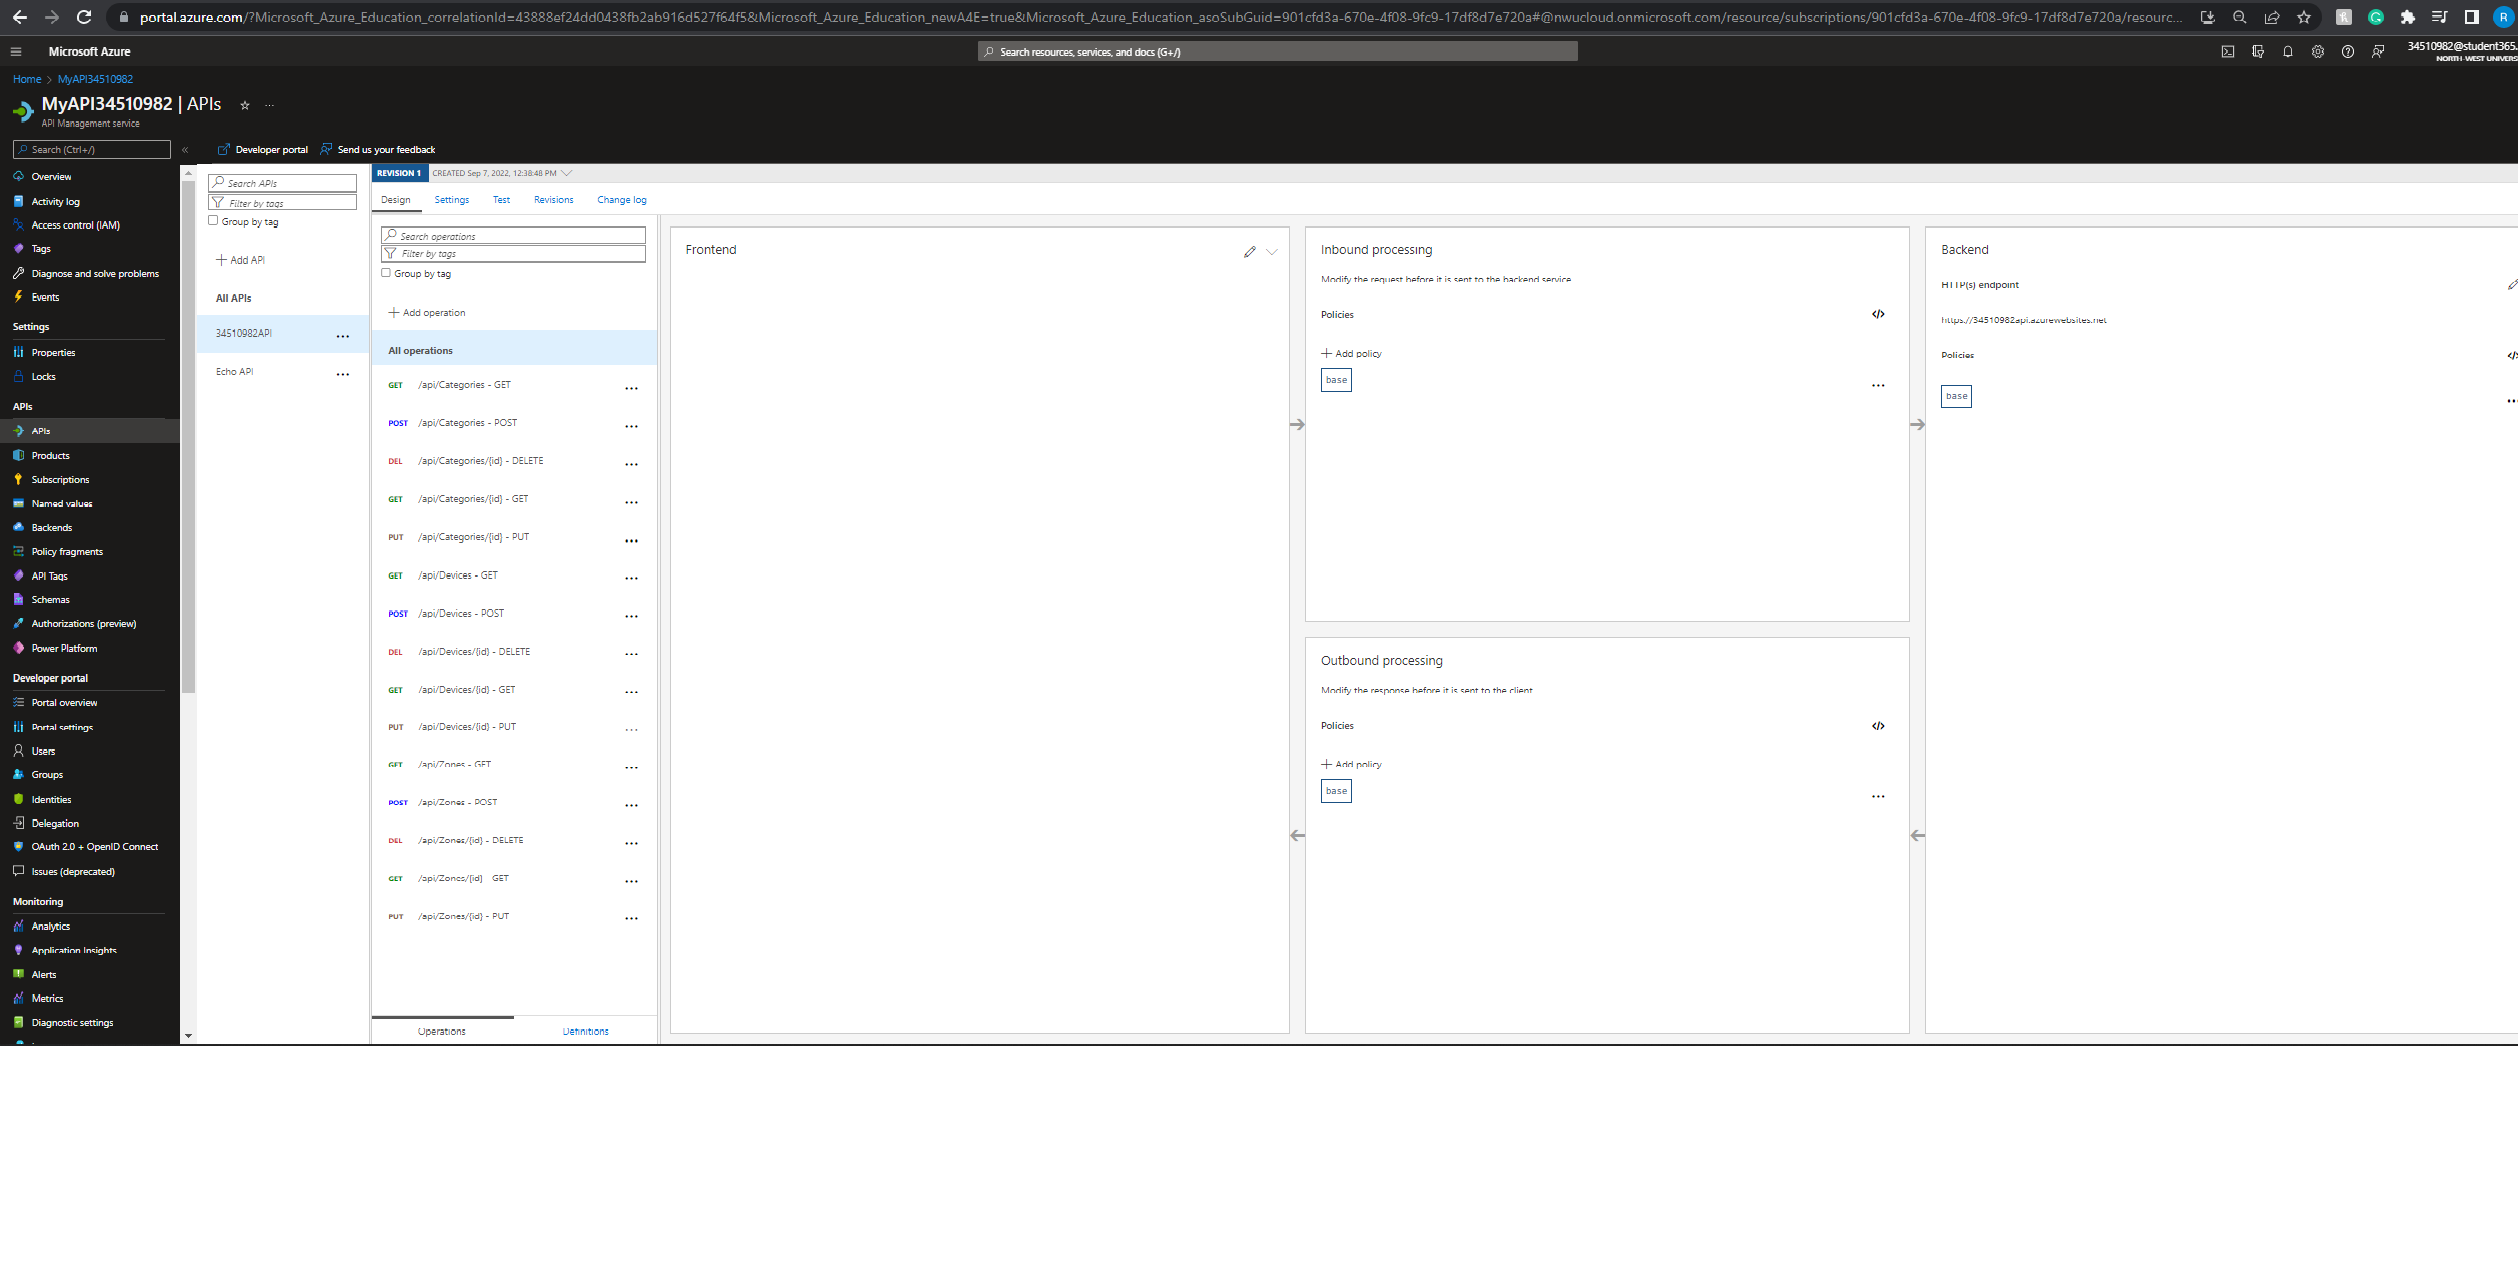 portal.azure.com/?Microsoft_Azure_Education_correlationId=43888ef24dd0438fb2ab916d527f64f5&Microsoft_Azure_Education_newA4E=true&Microsoft_Azure_Education_asoSubGuid=901cfd3a-670e-4f08-9fc9-17df8d7e720a#@nwucloud.onmicrosoft.com/resource/subscriptions/901cfd3a-670e-4f08-9fc9-17df8d7e720a/resourc...
R
Microsoft Azure
Search resources, services, and docs (G+/)
34510982@student365.
NORTH-WEST UNIVERS
Home > MyAPI34510982
MyAPI34510982 | APIs
API Management service
Search (Ctrl+/)
Developer portal
Send us your feedback
Overview
Activity log
Access control (IAM)
Tags
Diagnose and solve problems
Events
Settings
Properties
Locks
APIs
APIs
Products
Subscriptions
Named values
Backends
Policy fragments
API Tags
Schemas
Authorizations (preview)
Power Platform
Developer portal
Portal overview
Portal settings
Users
Groups
Identities
Delegation
OAuth 2.0 + OpenID Connect
Issues (deprecated)
Monitoring
Analytics
Application Insights
Alerts
Metrics
Diagnostic settings
Search APIs
Filter by tags
Group by tag
+ Add API
All APIs
34510982API
Echo API
REVISION 1 CREATED Sep 7, 2022, 12:38:48 PM
Design Settings Test Revisions Change log
Search operations
Filter by tags
Group by tag
+ Add operation
All operations
GET /api/Categories - GET
POST /api/Categories - POST
DEL /api/Categories/{id} - DELETE
GET /api/Categories/{id} - GET
PUT /api/Categories/{id} - PUT
GET /api/Devices - GET
POST /api/Devices - POST
DEL /api/Devices/{id} - DELETE
GET /api/Devices/{id} - GET
PUT /api/Devices/{id} - PUT
GET /api/Zones - GET
POST /api/Zones - POST
DEL /api/Zones/{id} - DELETE
GET /api/Zones/{id} - GET
PUT /api/Zones/{id} - PUT
Operations Definitions
Frontend
Inbound processing
Modify the request before it is sent to the backend service.
Policies
</>
+ Add policy
base
Outbound processing
Modify the response before it is sent to the client.
Policies
</>
+ Add policy
base
Backend
HTTP(s) endpoint
https://34510982api.azurewebsites.net
Policies
base